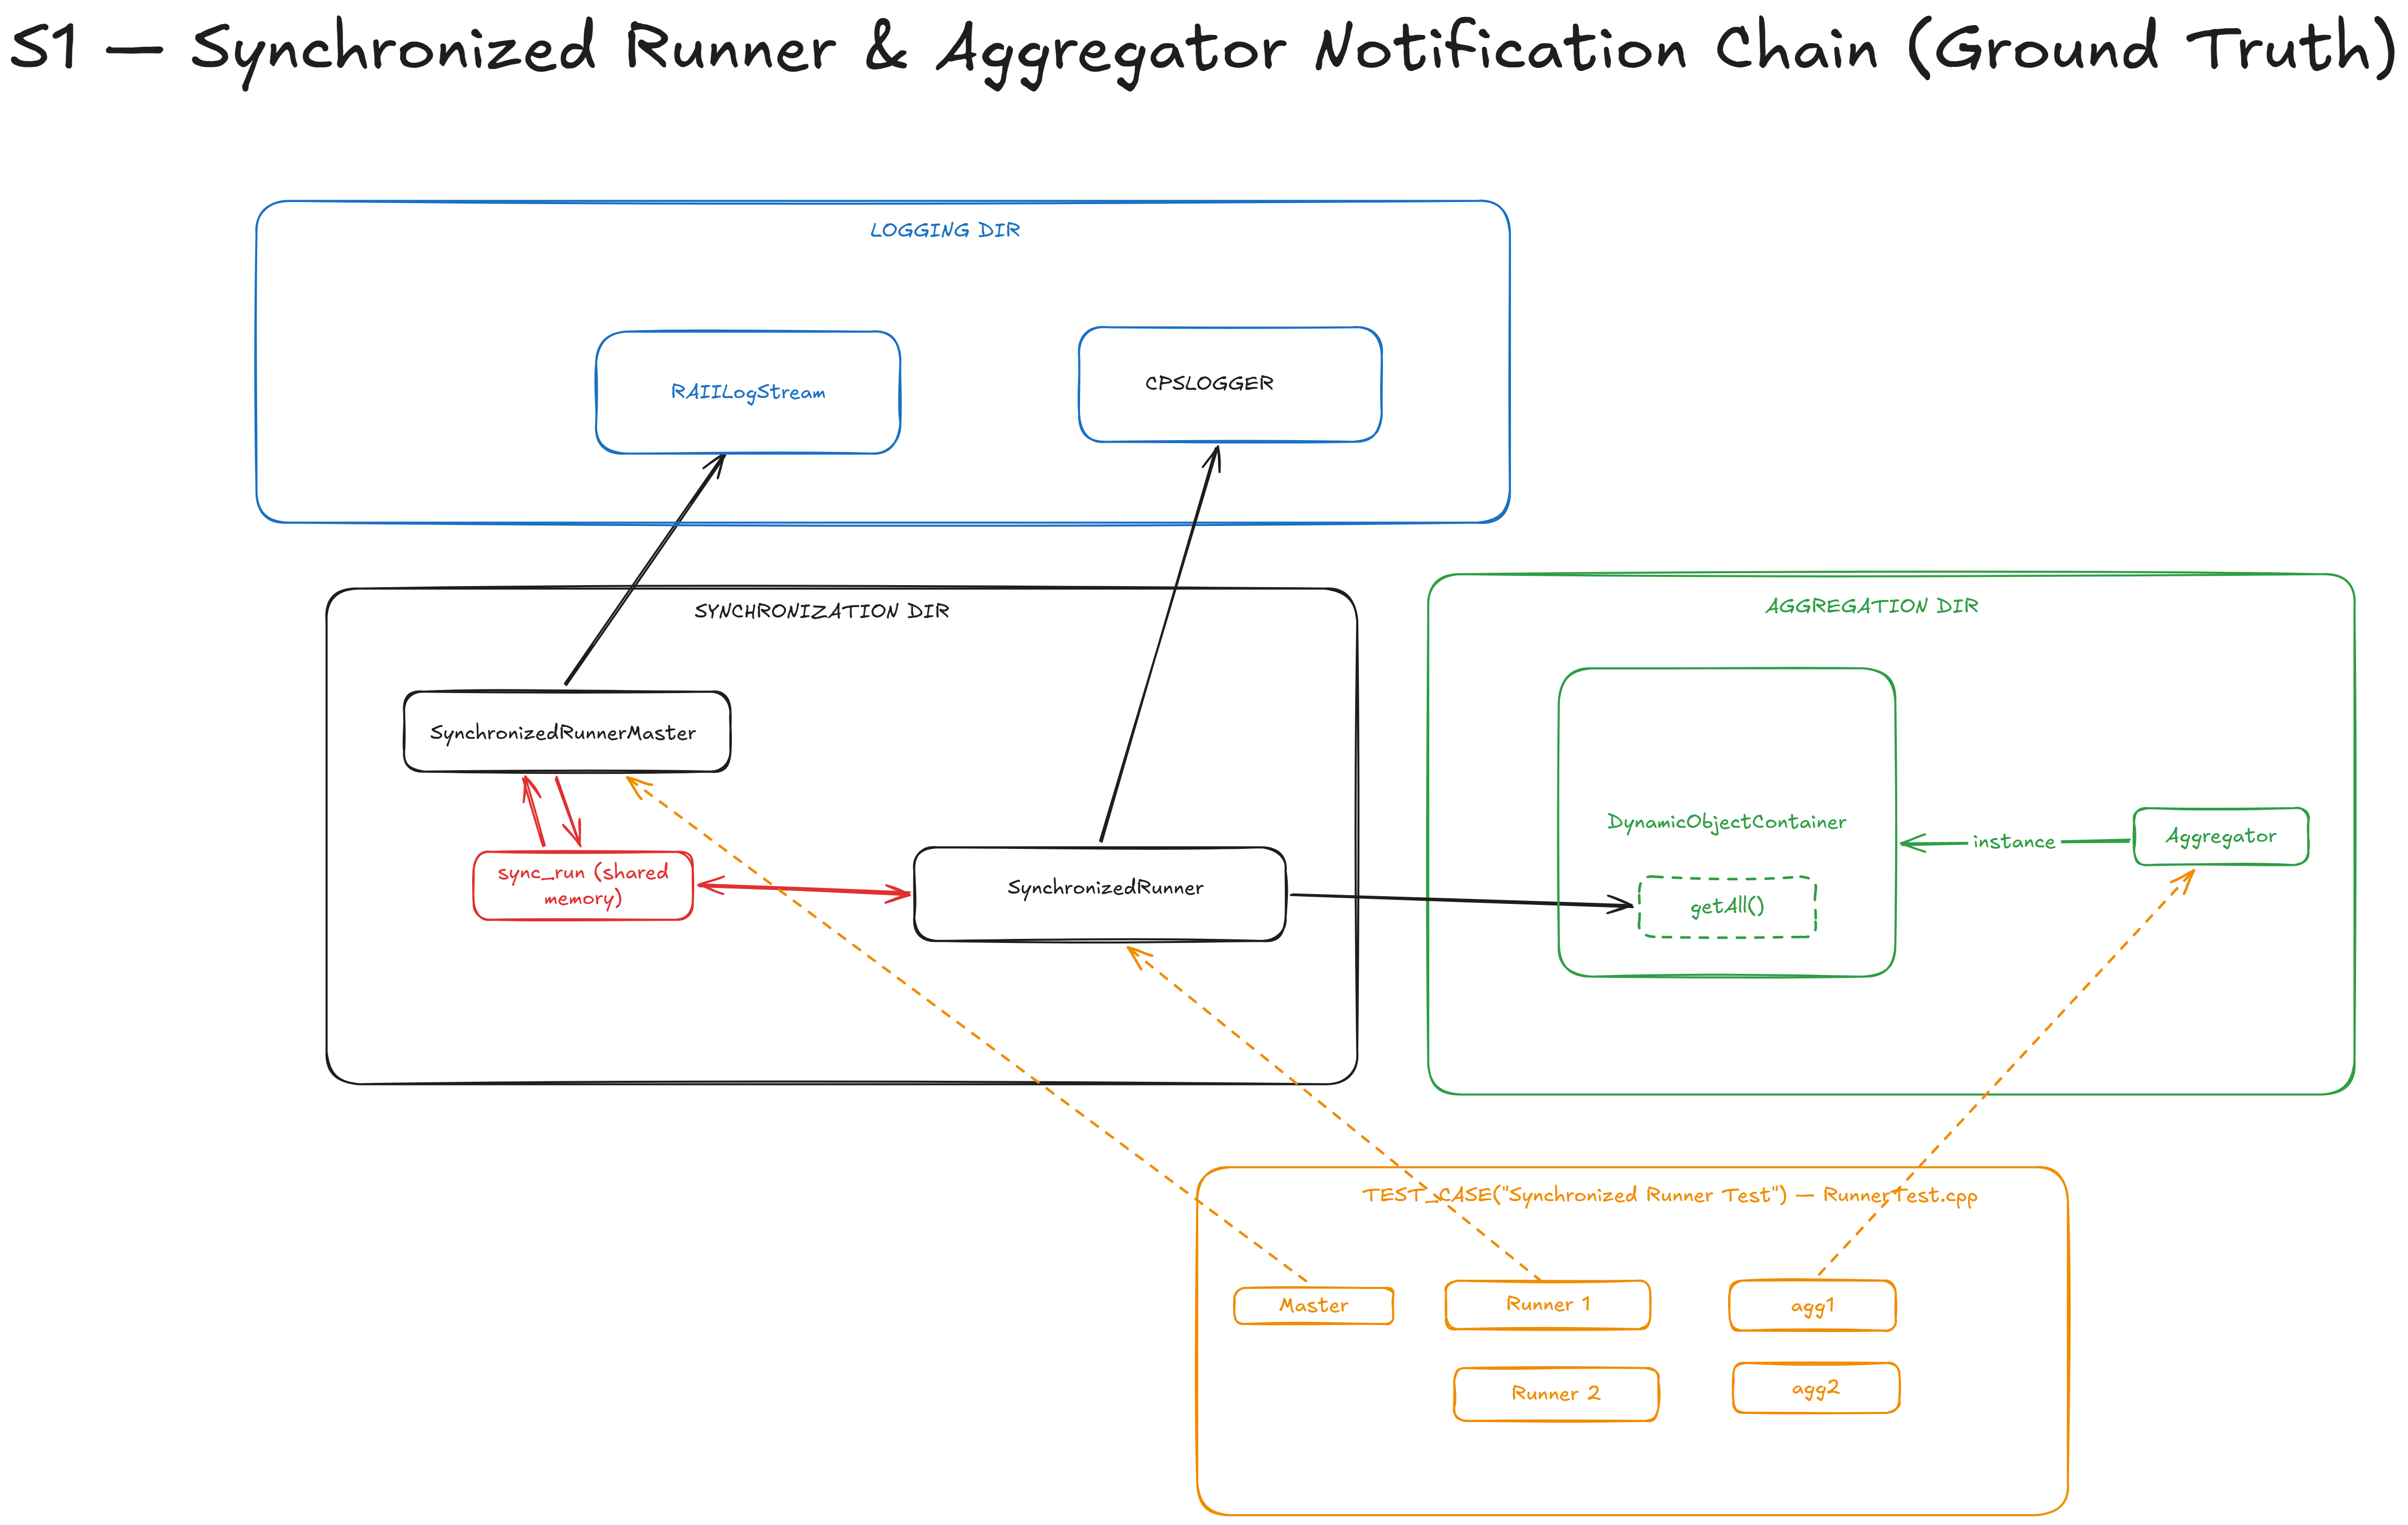 S1 — Synchronized Runner & Aggregator Notification Chain (Ground Truth)
LOGGING DIR
RAIILogStream
CPSLOGGER
SYNCHRONIZATION DIR
AGGREGATION DIR
SynchronizedRunnerMaster
DynamicObjectContainer
instance
Aggregator
sync_run (shared
memory)
SynchronizedRunner
getAll()
TEST_CASE("Synchronized Runner Test") — RunnerTest.cpp
Master
Runner 1
agg1
Runner 2
agg2